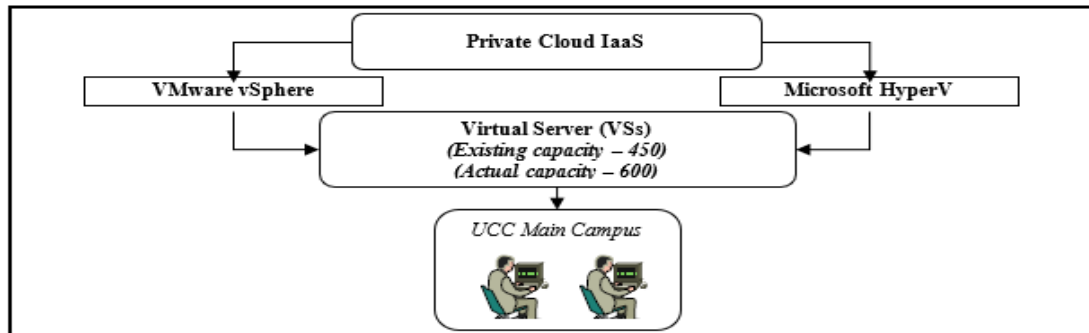 Private Cloud IaaS
VMware vSphere
Microsoft HyperV
Virtual Server (VSs)
(Existing capacity – 450)
(Actual capacity – 600)
UCC Main Campus